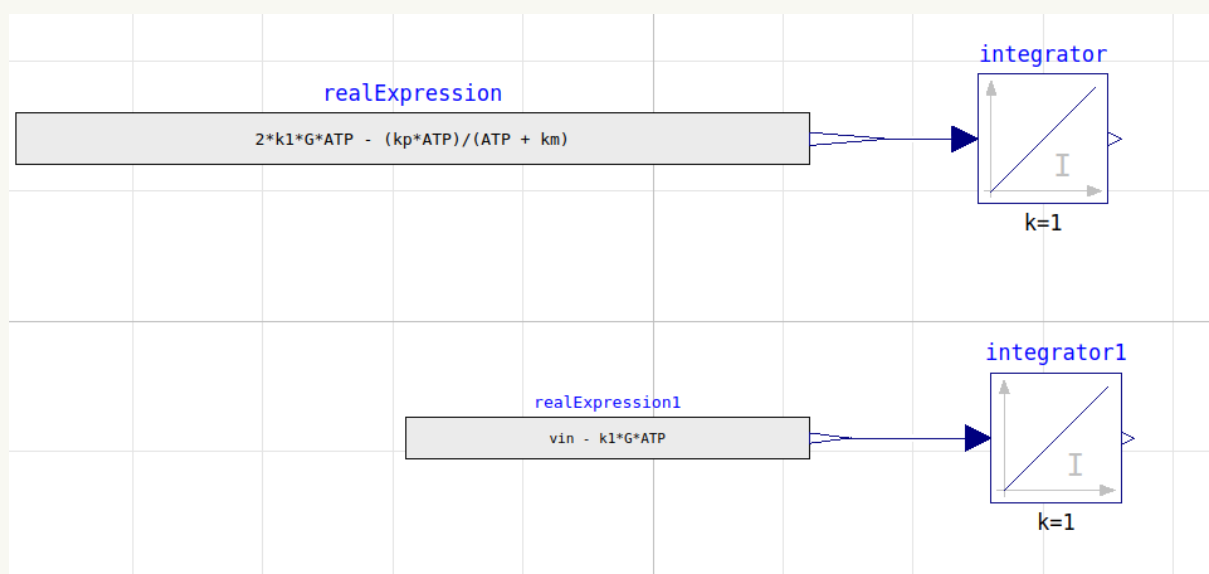 integrator
realExpression
2*k1*G*ATP - (kp*ATP)/(ATP + km)
I
k=1
integrator1
realExpression1
vin - k1*G*ATP
I
k=1